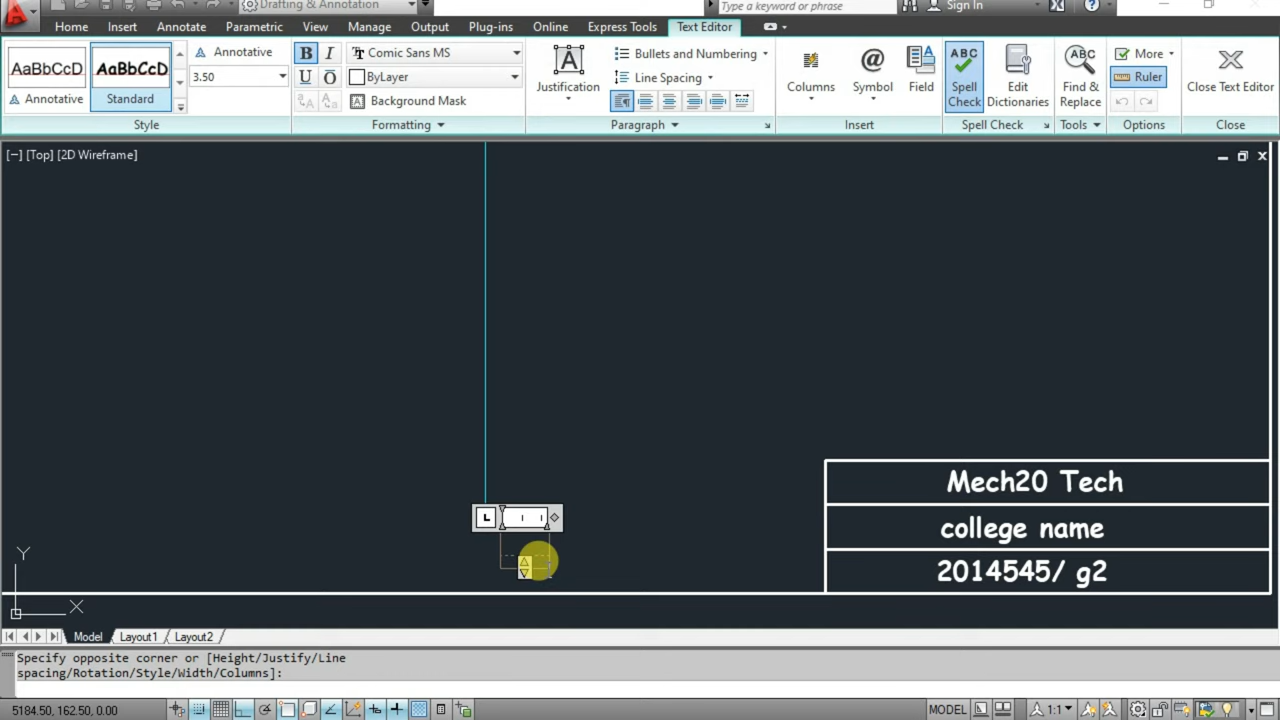 Drafting & Annotation
Type a keyword or phrase
Sign In
Home Insert Annotate Parametric View Manage Output Plug-ins Online Express Tools Text Editor
AaBbCcD AaBbCcD
Annotative Standard
Annotative
3.50
Style
B I Comic Sans MS
U O ByLayer
Background Mask
Formatting
A
Justification
Bullets and Numbering
Line Spacing
Paragraph
Columns
@
Symbol
Field
Insert
ABC
Spell
Check
Edit
Dictionaries
Spell Check
ABC
Find &
Replace
Tools
More
Ruler
Options
Close Text Editor
Close
[−] [Top] [2D Wireframe]
L
Mech20 Tech
college name
2014545/ g2
Y
X
Model Layout1 Layout2
Specify opposite corner or [Height/Justify/Line
spacing/Rotation/Style/Width/Columns]:
5184.50, 162.50, 0.00
MODEL
1:1